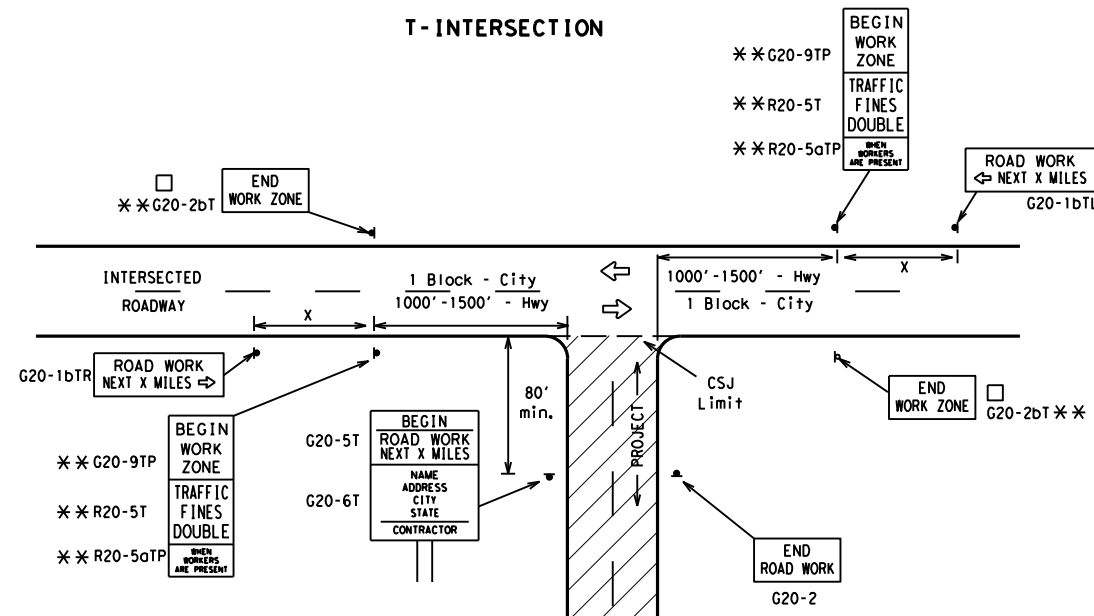 T-INTERSECTION
BEGIN
WORK
ZONE
TRAFFIC
FINES
DOUBLE
WHEN
WORKERS
ARE PRESENT
**G20-9TP
**R20-5T
**R20-5aTP
ROAD WORK
⇦ NEXT X MILES
G20-1bTL
□
**G20-2bT
END
WORK ZONE
INTERSECTED
ROADWAY
1 Block - City
1000'-1500' - Hwy
X
1000'-1500' - Hwy
1 Block - City
X
G20-1bTR
ROAD WORK
NEXT X MILES ⇨
80'
min.
PROJECT
CSJ
Limit
END
WORK ZONE
□
G20-2bT **
**G20-9TP
**R20-5T
**R20-5aTP
BEGIN
WORK
ZONE
TRAFFIC
FINES
DOUBLE
WHEN
WORKERS
ARE PRESENT
G20-5T
G20-6T
BEGIN
ROAD WORK
NEXT X MILES
NAME
ADDRESS
CITY
STATE
CONTRACTOR
END
ROAD WORK
G20-2